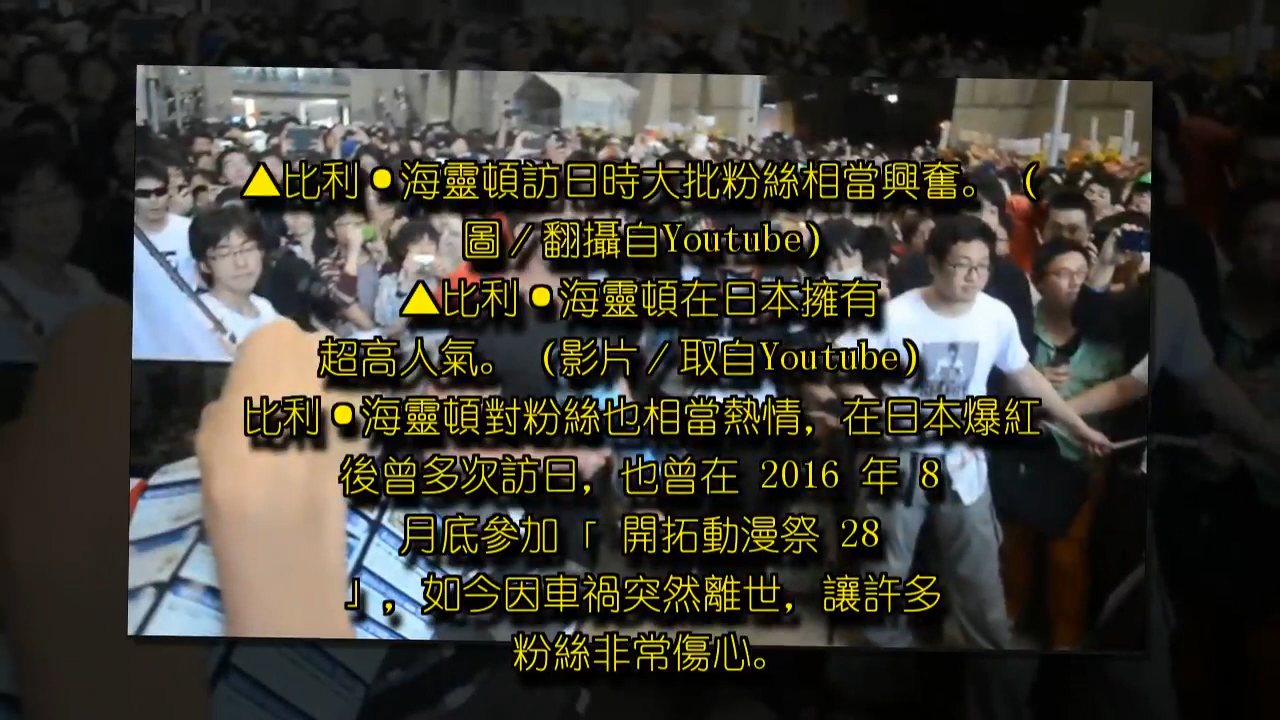 ▲比利●海靈頓訪日時大批粉絲相當興奮。（
圖／翻攝自Youtube）
▲比利●海靈頓在日本擁有
超高人氣。（影片／取自Youtube）
比利●海靈頓對粉絲也相當熱情，在日本爆紅
後曾多次訪日，也曾在 2016 年 8
月底參加「 開拓動漫祭 28
」，如今因車禍突然離世，讓許多
粉絲非常傷心。